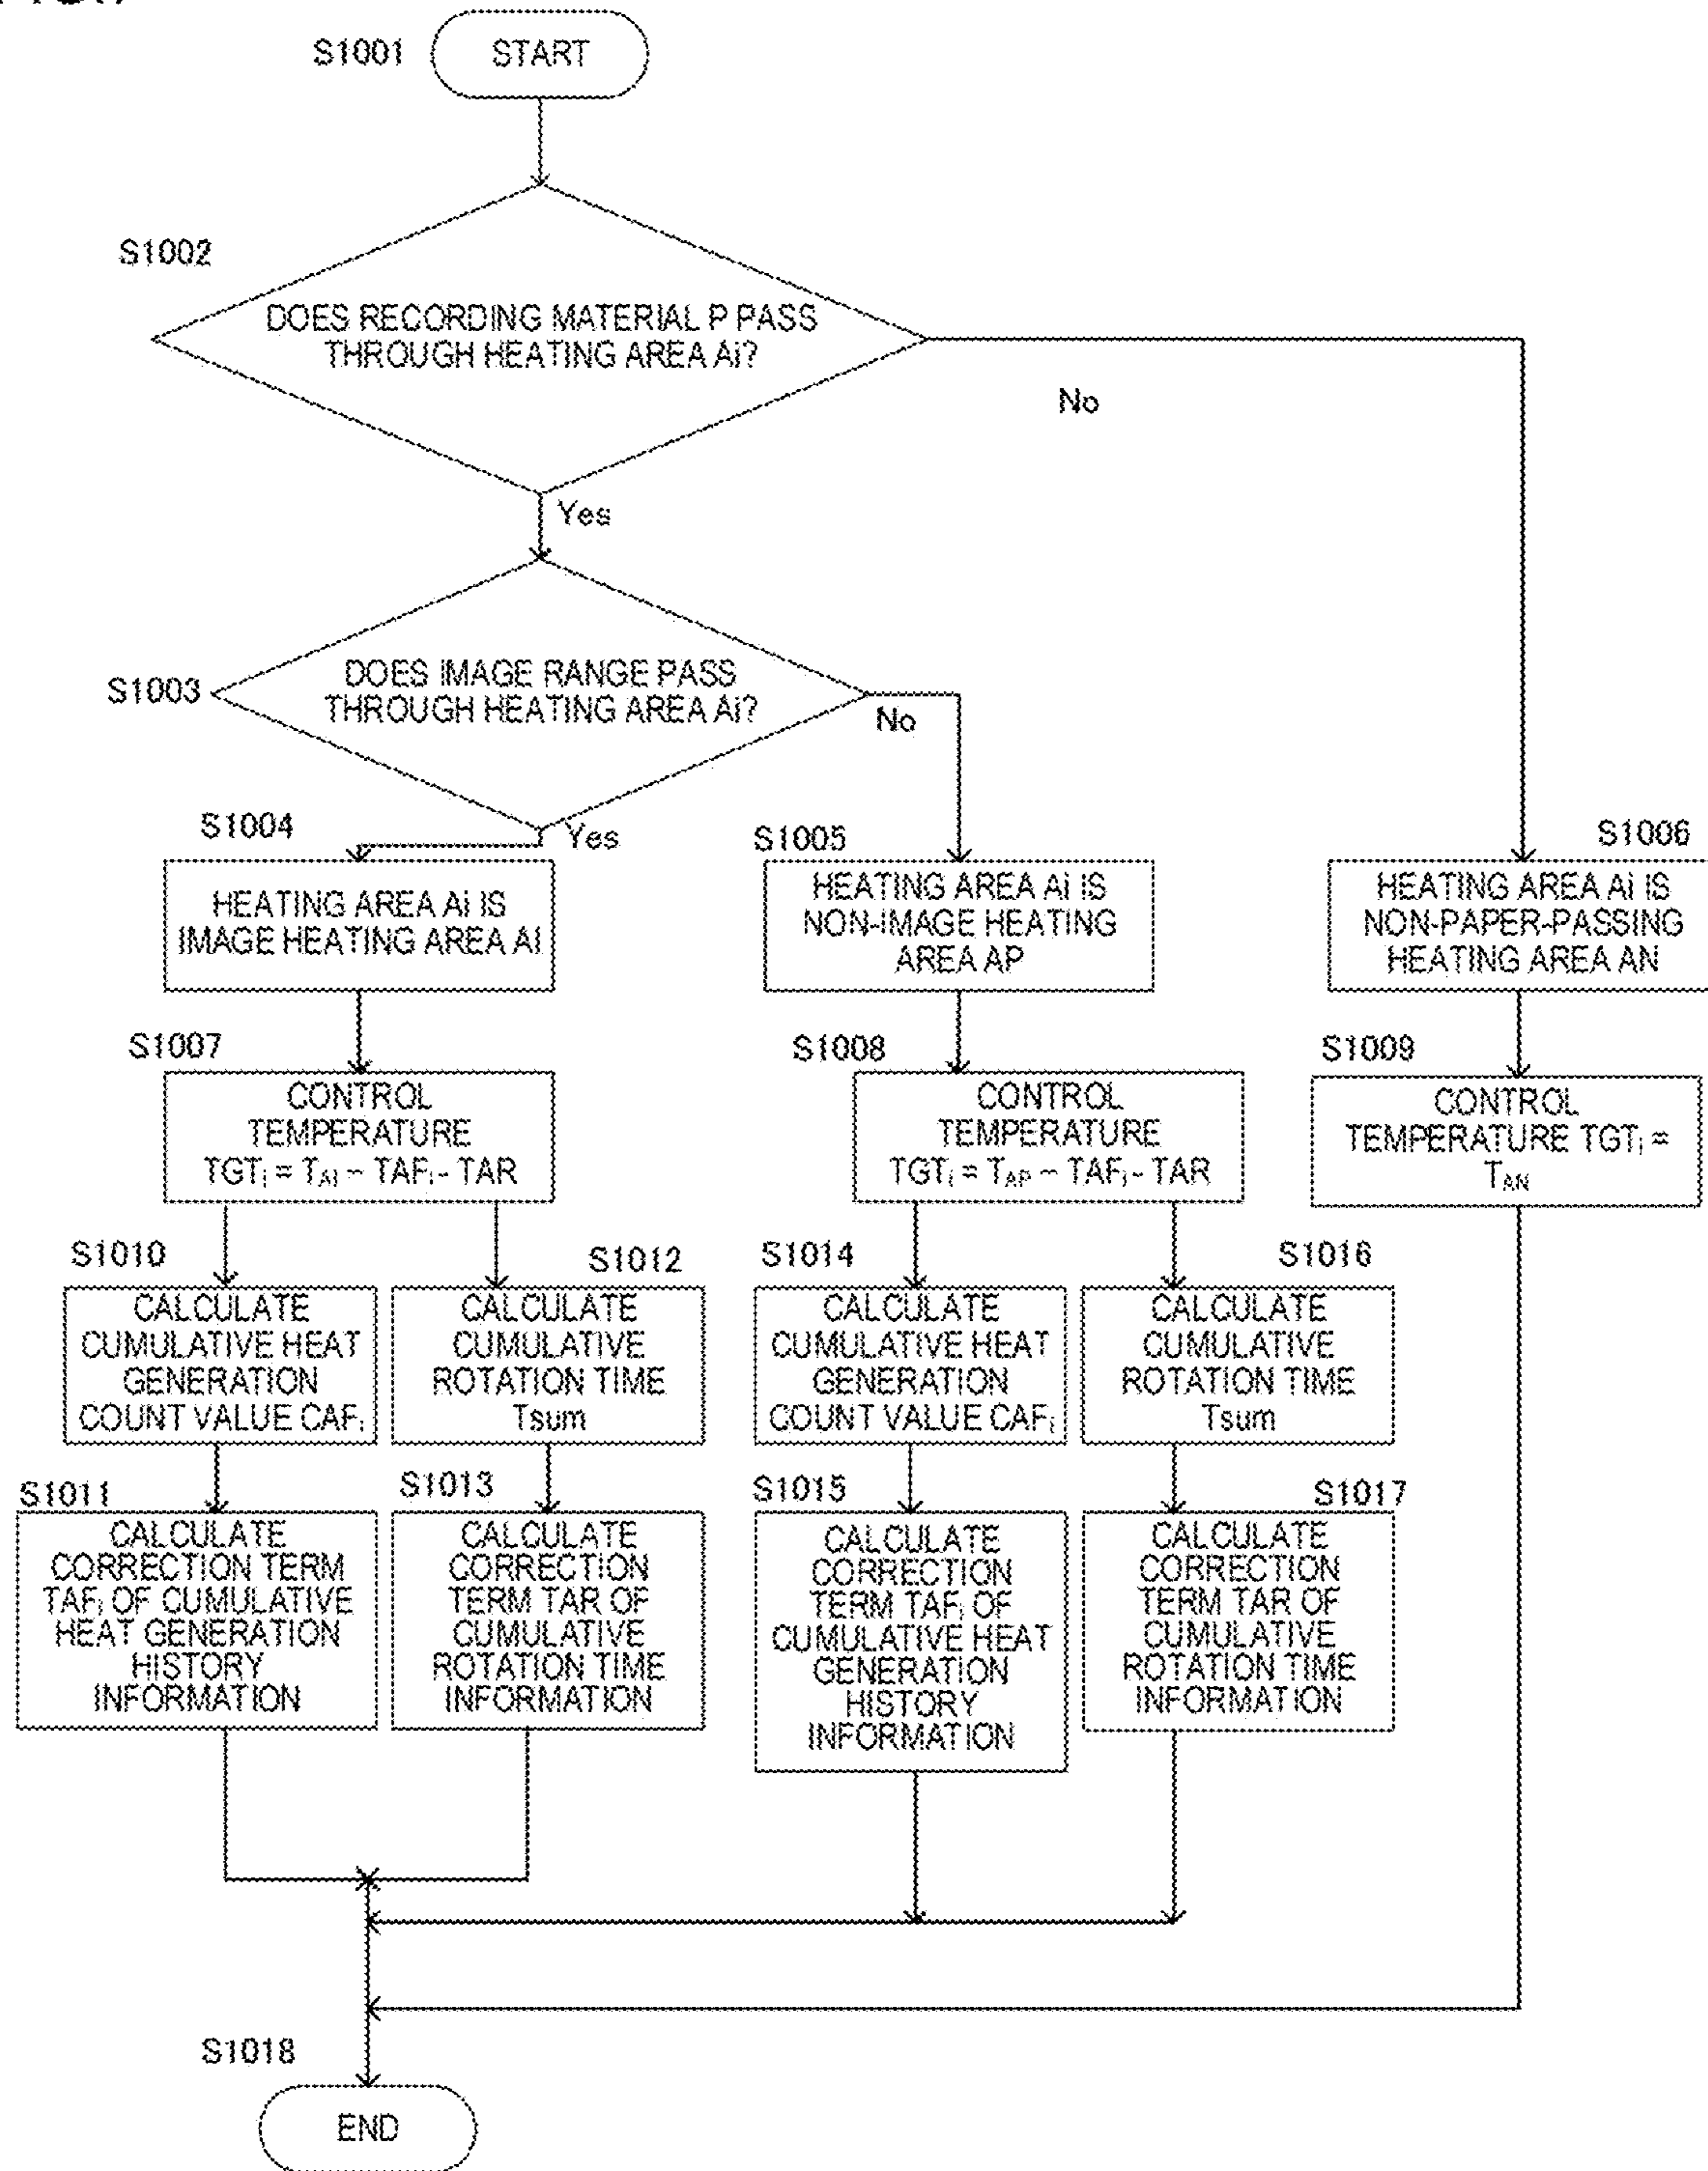 S1001
START
S1002
DOES RECORDING MATERIAL P PASS
THROUGH HEATING AREA Ai?
No
Yes
S1003
DOES IMAGE RANGE PASS
THROUGH HEATING AREA Ai?
No
Yes
S1004
HEATING AREA Ai IS
IMAGE HEATING AREA AI
S1005
HEATING AREA Ai IS
NON-IMAGE HEATING
AREA AP
S1006
HEATING AREA Ai IS
NON-PAPER-PASSING
HEATING AREA AN
S1007
CONTROL
TEMPERATURE
TGTi = TAI - TAFi - TAR
S1008
CONTROL
TEMPERATURE
TGTi = TAP - TAFi - TAR
S1009
CONTROL
TEMPERATURE TGTi =
TAN
S1010
CALCULATE
CUMULATIVE HEAT
GENERATION
COUNT VALUE CAFi
S1012
CALCULATE
CUMULATIVE
ROTATION TIME
Tsum
S1014
CALCULATE
CUMULATIVE HEAT
GENERATION
COUNT VALUE CAFi
S1016
CALCULATE
CUMULATIVE
ROTATION TIME
Tsum
S1011
CALCULATE
CORRECTION TERM
TAFi OF CUMULATIVE
HEAT GENERATION
HISTORY
INFORMATION
S1013
CALCULATE
CORRECTION
TERM TAR OF
CUMULATIVE
ROTATION TIME
INFORMATION
S1015
CALCULATE
CORRECTION
TERM TAFi OF
CUMULATIVE HEAT
GENERATION
HISTORY
INFORMATION
S1017
CALCULATE
CORRECTION
TERM TAR OF
CUMULATIVE
ROTATION TIME
INFORMATION
S1018
END